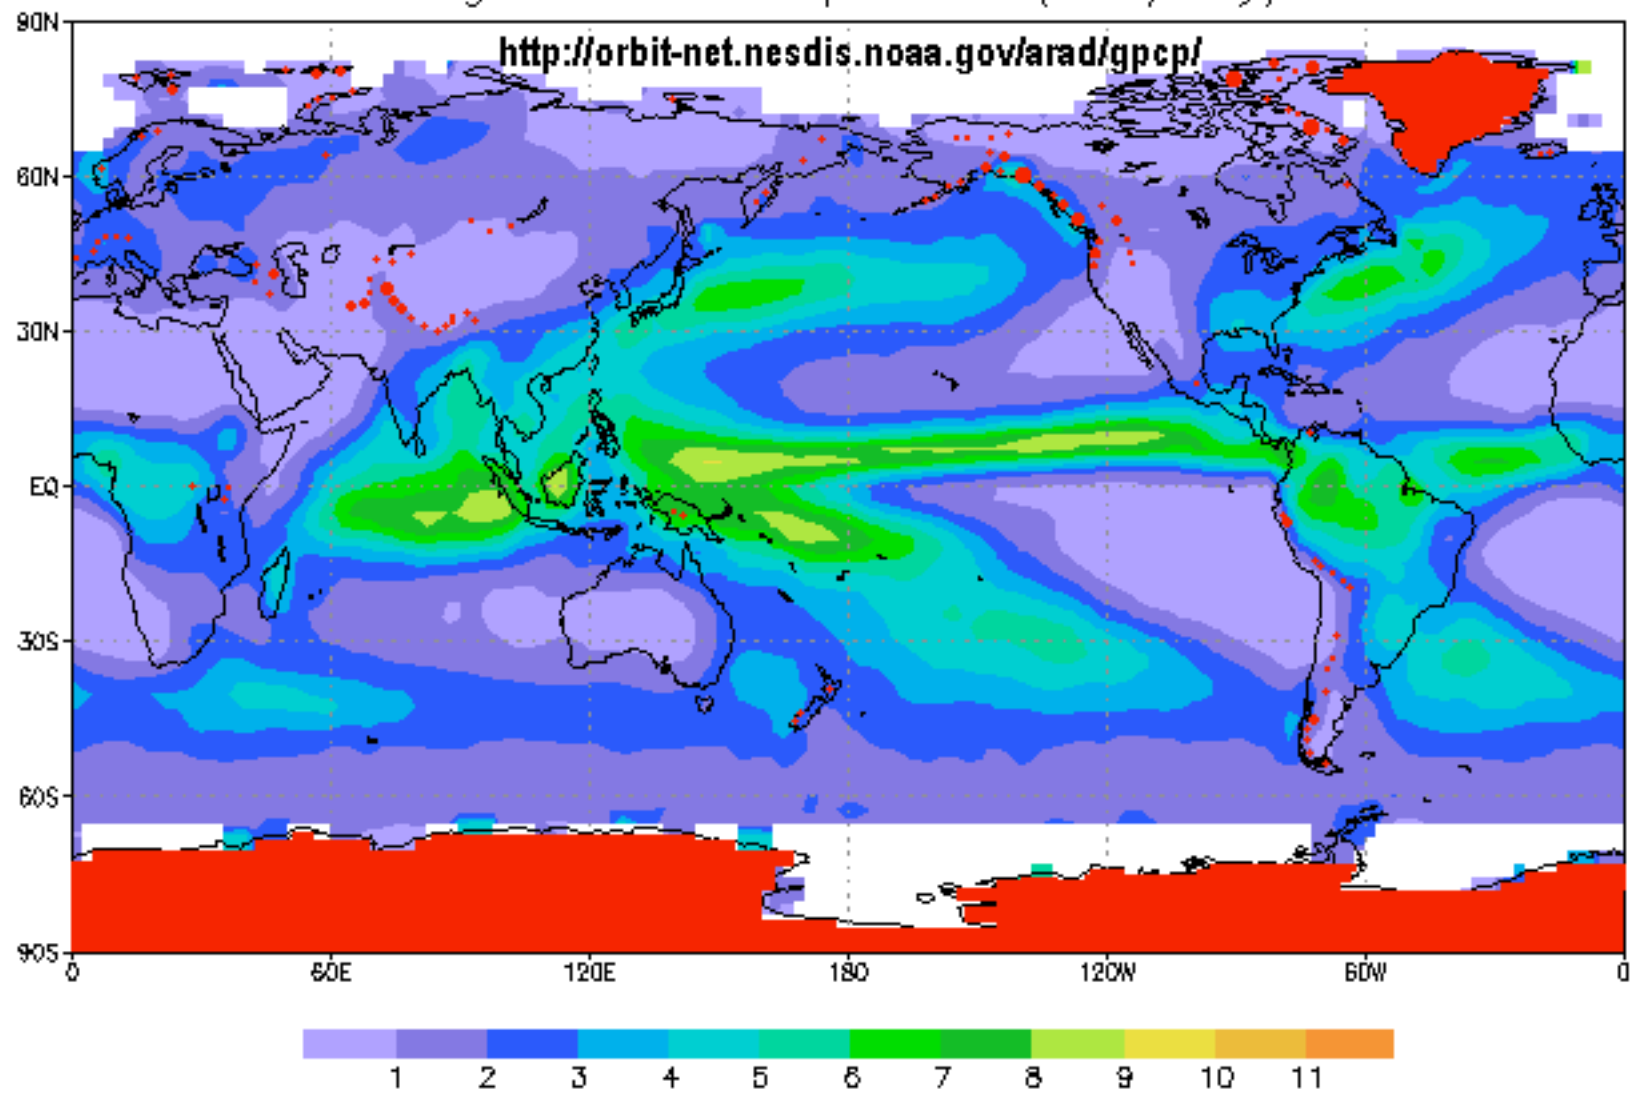 http://orbit-net.nesdis.noaa.gov/arad/gpcp/
90N
60N
30N
EQ
30S
60S
90S
0 60E 120E 180 120W 60W 0
1 2 3 4 5 6 7 8 9 10 11